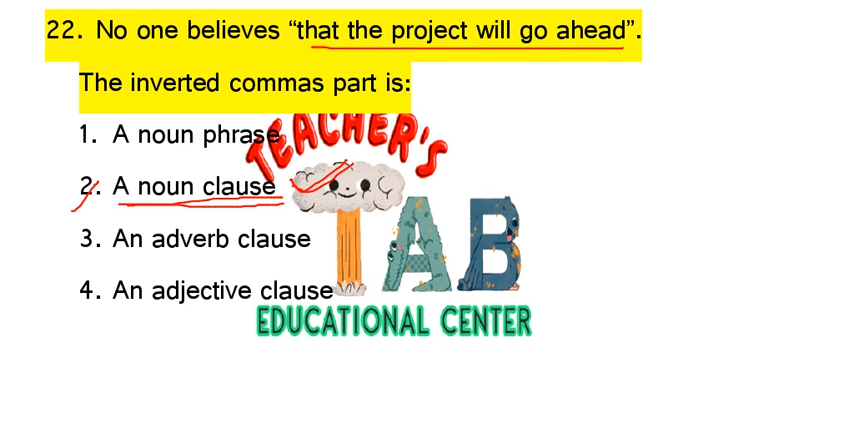 22. No one believes “that the project will go ahead”.
The inverted commas part is:
1. A noun phrase
2. A noun clause
3. An adverb clause
4. An adjective clause
TEACHER'S
TAB
EDUCATIONAL CENTER